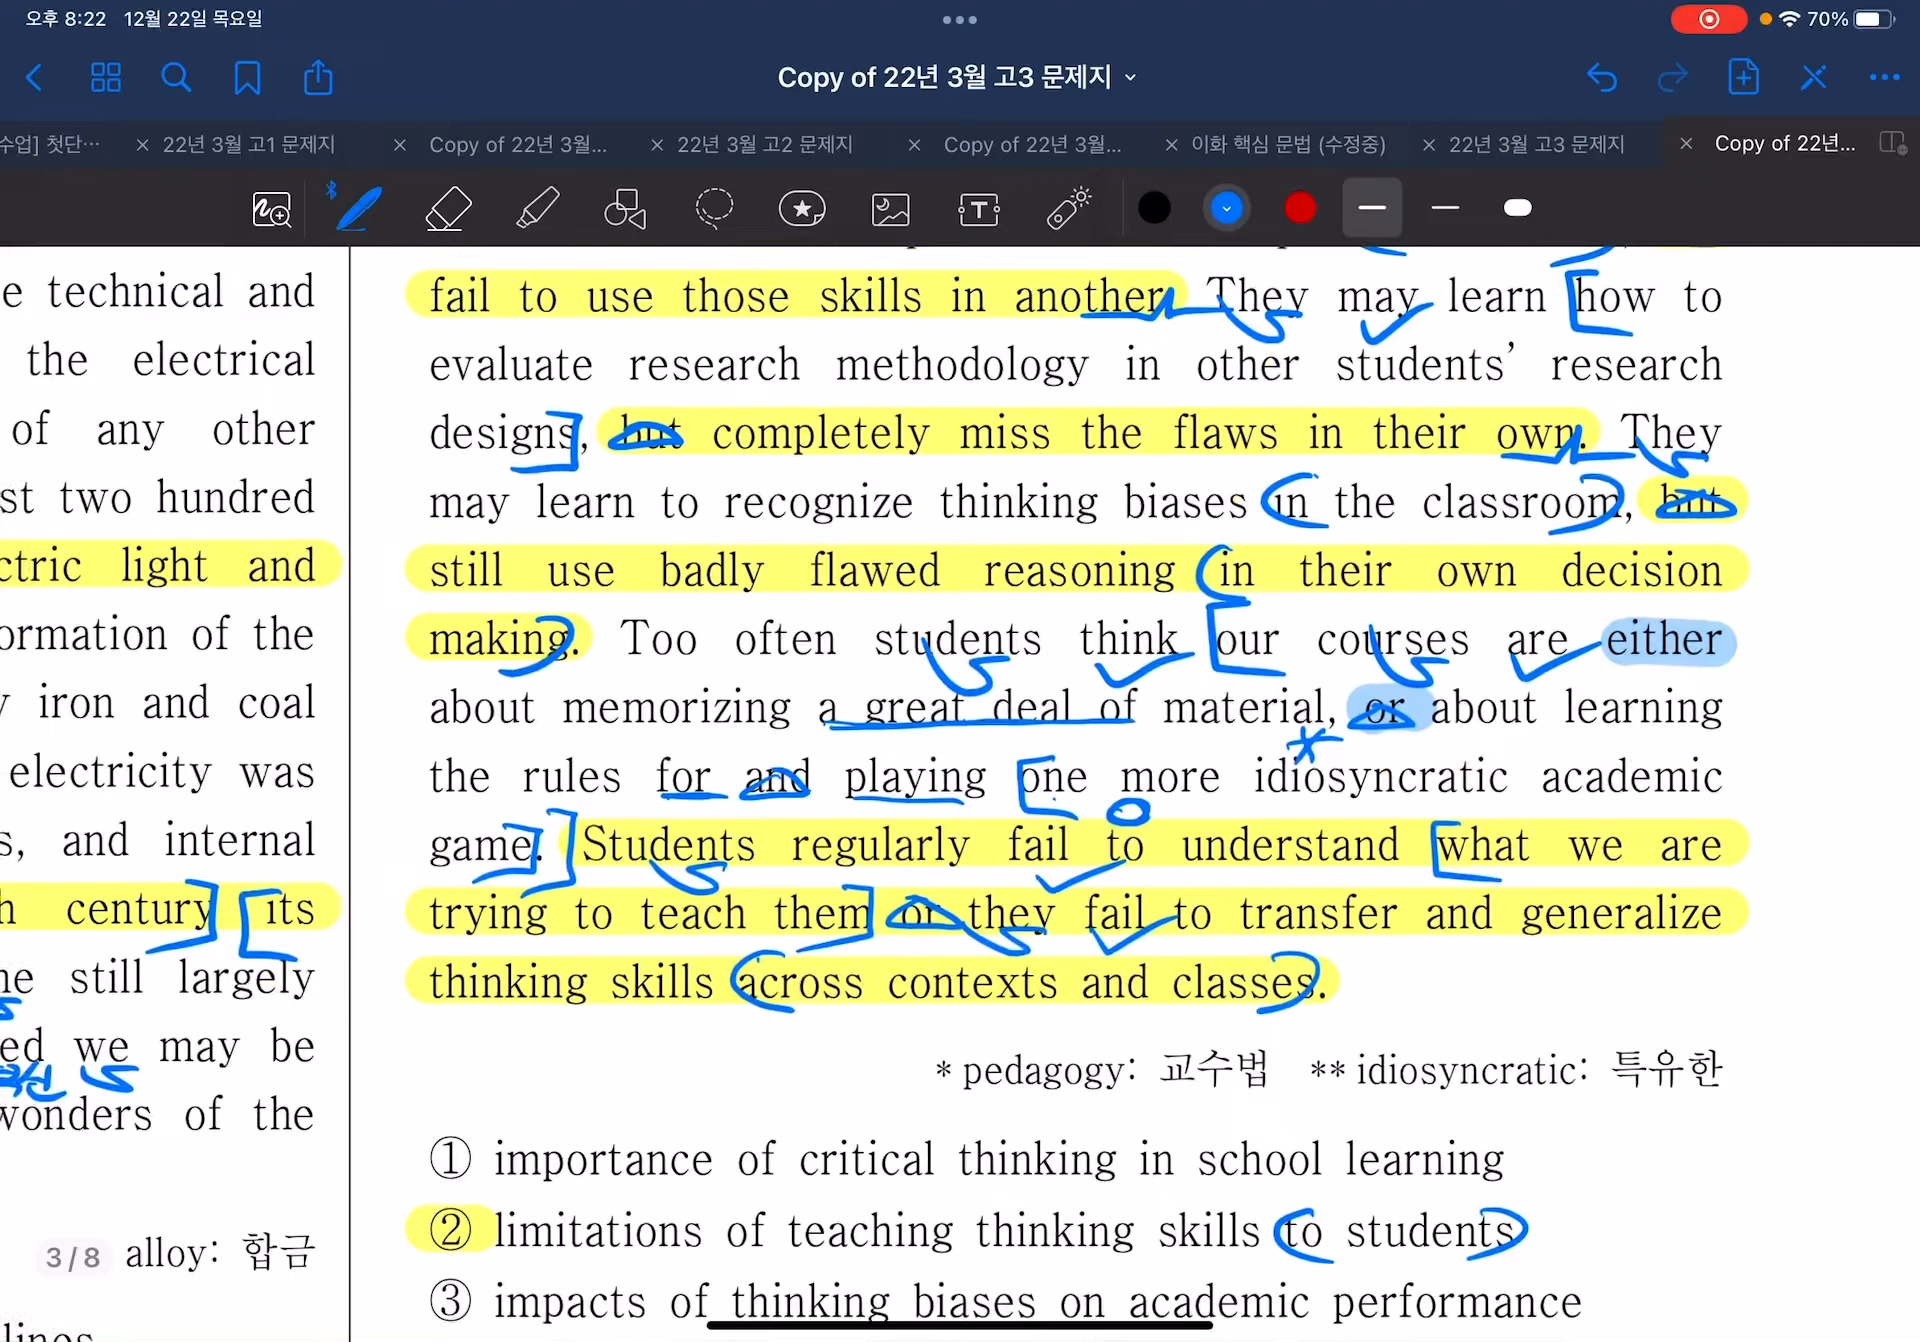 오후 8:22 12월 22일 목요일
70%
Copy of 22년 3월 고3 문제지
수업] 첫단…
22년 3월 고1 문제지
Copy of 22년 3월...
22년 3월 고2 문제지
Copy of 22년 3월...
이화 핵심 문법 (수정중)
22년 3월 고3 문제지
Copy of 22년...
e technical and
the electrical
of any other
st two hundred
ctric light and
ormation of the
y iron and coal
electricity was
s, and internal
h century its
ne still largely
ed we may be
wonders of the
3/8 alloy: 합금
fail to use those skills in another. They may learn how to
evaluate research methodology in other students' research
designs, but completely miss the flaws in their own. They
may learn to recognize thinking biases in the classroom, but
still use badly flawed reasoning in their own decision
making. Too often students think our courses are either
about memorizing a great deal of material, or about learning
the rules for and playing one more idiosyncratic academic
game. Students regularly fail to understand what we are
trying to teach them or they fail to transfer and generalize
thinking skills across contexts and classes.
* pedagogy: 교수법 ** idiosyncratic: 특유한
① importance of critical thinking in school learning
② limitations of teaching thinking skills to students
③ impacts of thinking biases on academic performance